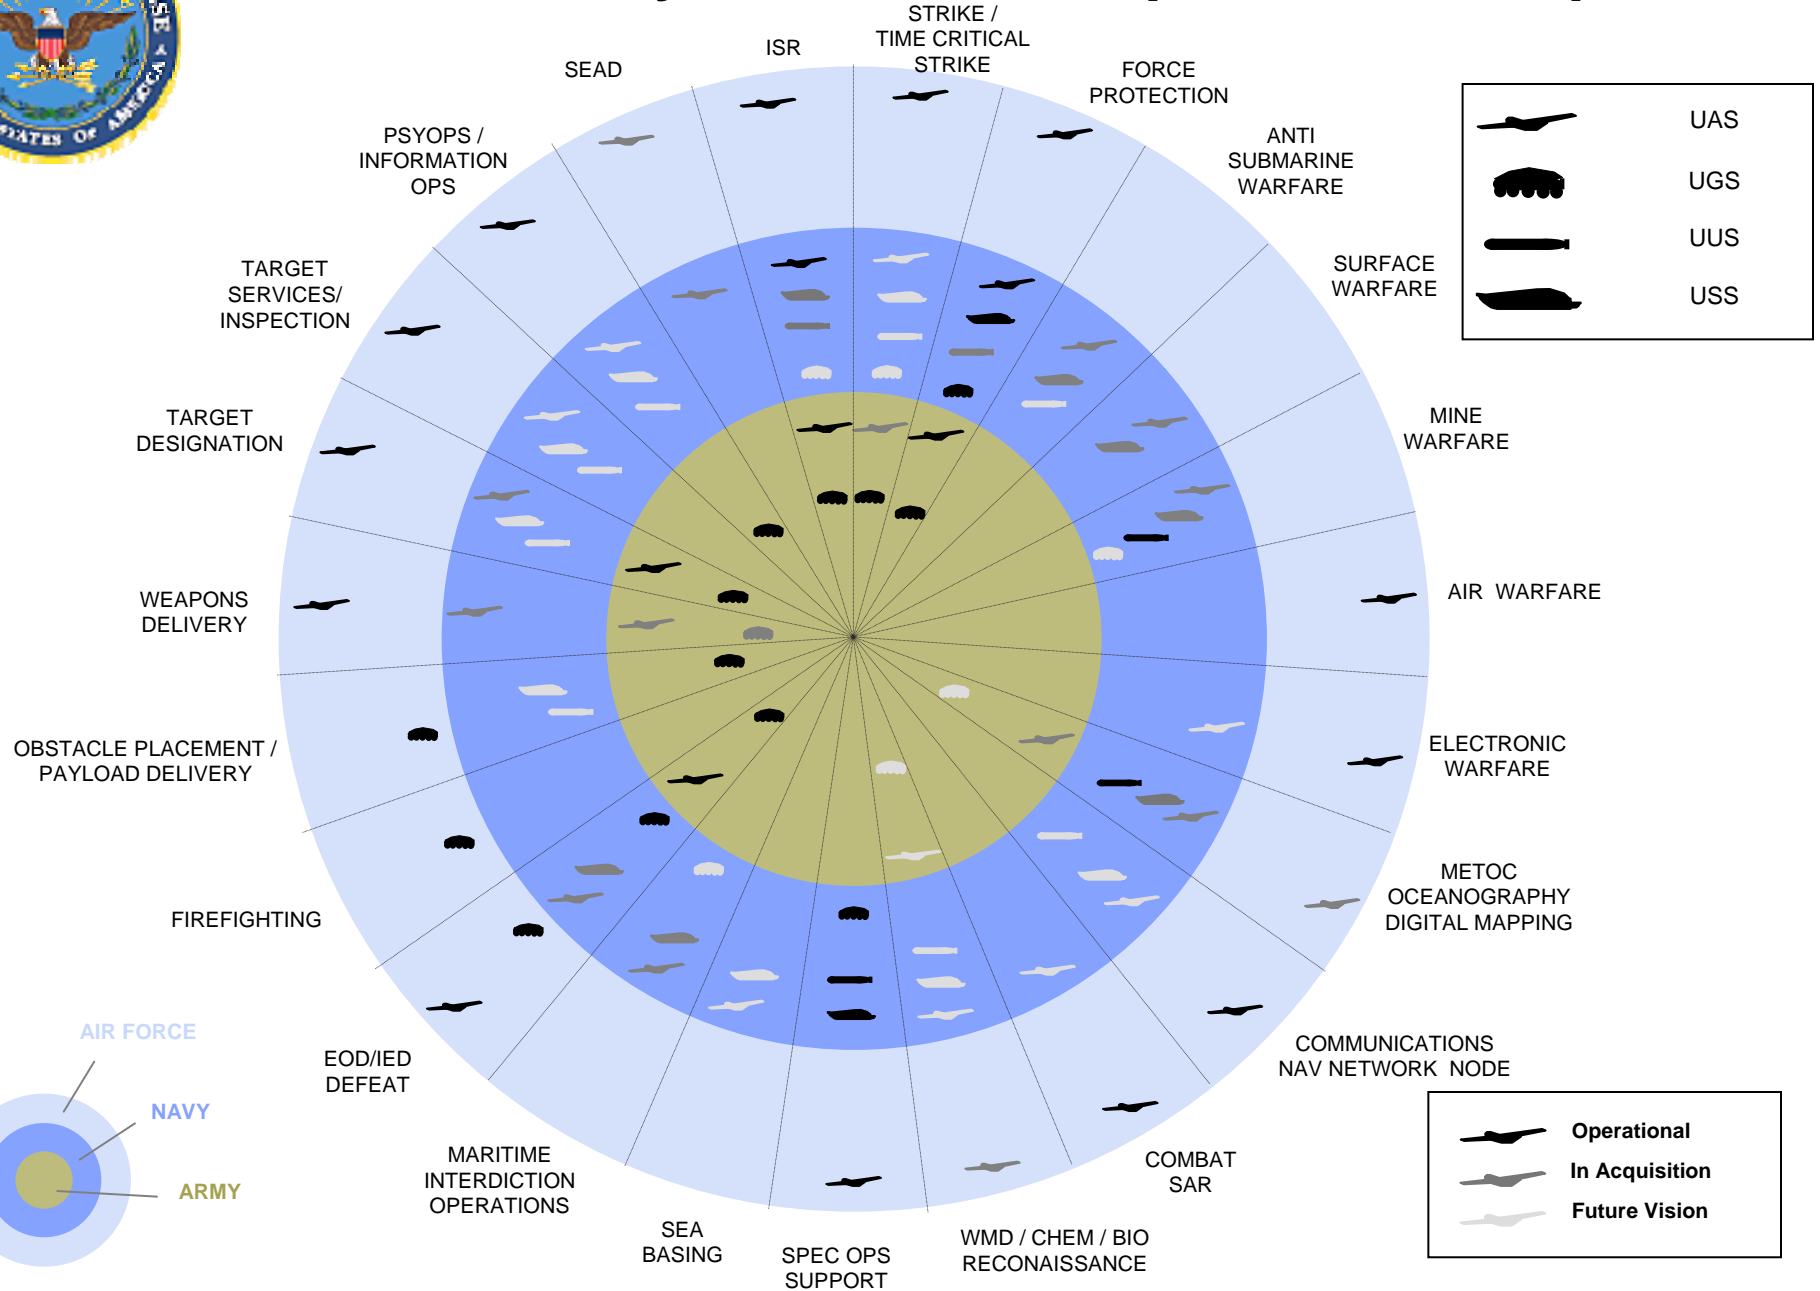 STRIKE /
TIME CRITICAL
STRIKE
ISR
SEAD
FORCE
PROTECTION
PSYOPS /
INFORMATION
OPS
ANTI
SUBMARINE
WARFARE
UAS
UGS
UUS
USS
TARGET
SERVICES/
INSPECTION
SURFACE
WARFARE
TARGET
DESIGNATION
MINE
WARFARE
WEAPONS
DELIVERY
AIR WARFARE
OBSTACLE PLACEMENT /
PAYLOAD DELIVERY
ELECTRONIC
WARFARE
FIREFIGHTING
METOC
OCEANOGRAPHY
DIGITAL MAPPING
EOD/IED
DEFEAT
COMMUNICATIONS
NAV NETWORK NODE
MARITIME
INTERDICTION
OPERATIONS
COMBAT
SAR
SEA
BASING
SPEC OPS
SUPPORT
WMD / CHEM / BIO
RECONAISSANCE
AIR FORCE
NAVY
ARMY
Operational
In Acquisition
Future Vision
STATES OF AMERICA